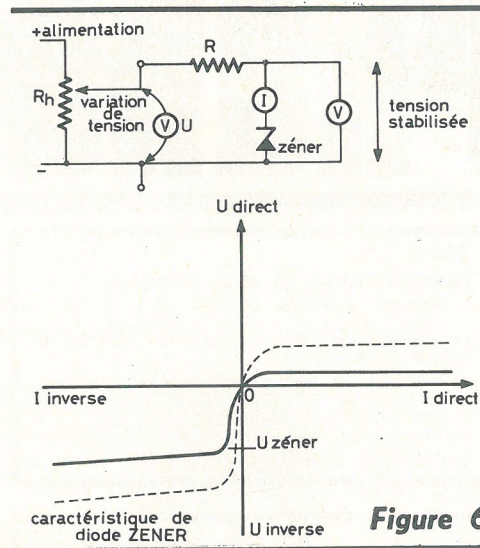 +alimentation
R
Rh
variation
de
tension
V
U
I
zéner
V
tension
stabilisée
-
U direct
I inverse
O
I direct
U zéner
caractéristique de
diode ZENER
U inverse
Figure 6